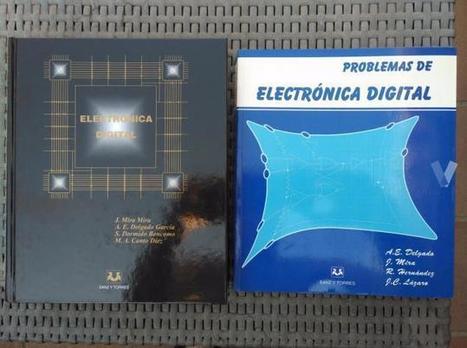 ELECTRÓNICA
DIGITAL
J. Mira Mira
A. E. Delgado García
S. Dormido Bencomo
M. A. Canto Díez
SANZ Y TORRES
PROBLEMAS DE
ELECTRÓNICA DIGITAL
A.E. Delgado
J. Mira
R. Hernández
J.C. Lázaro
SANZ Y TORRES